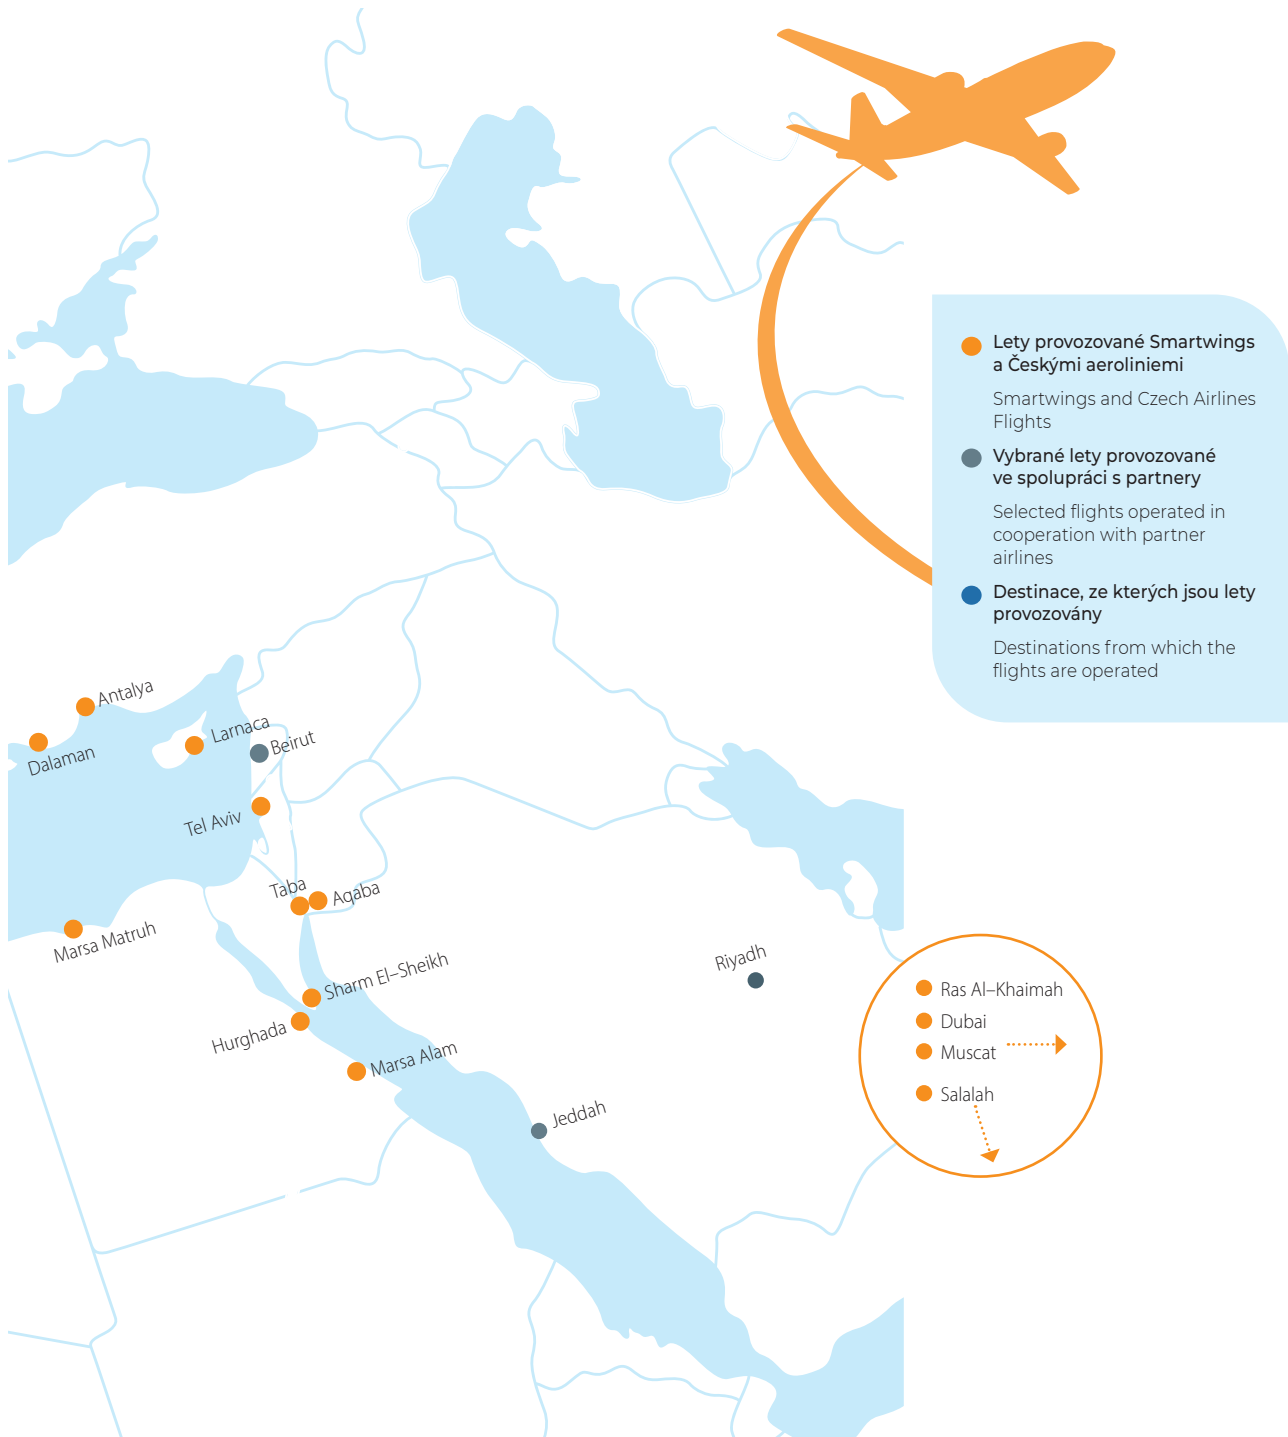 Lety provozované Smartwings
a Českými aeroliniemi
Smartwings and Czech Airlines
Flights
Vybrané lety provozované
ve spolupráci s partnery
Selected flights operated in
cooperation with partner
airlines
Destinace, ze kterých jsou lety
provozovány
Destinations from which the
flights are operated
Antalya
Larnaca
Beirut
Dalaman
Tel Aviv
Taba
Aqaba
Marsa Matruh
Sharm El–Sheikh
Riyadh
Hurghada
Marsa Alam
Jeddah
Ras Al–Khaimah
Dubai
Muscat
Salalah